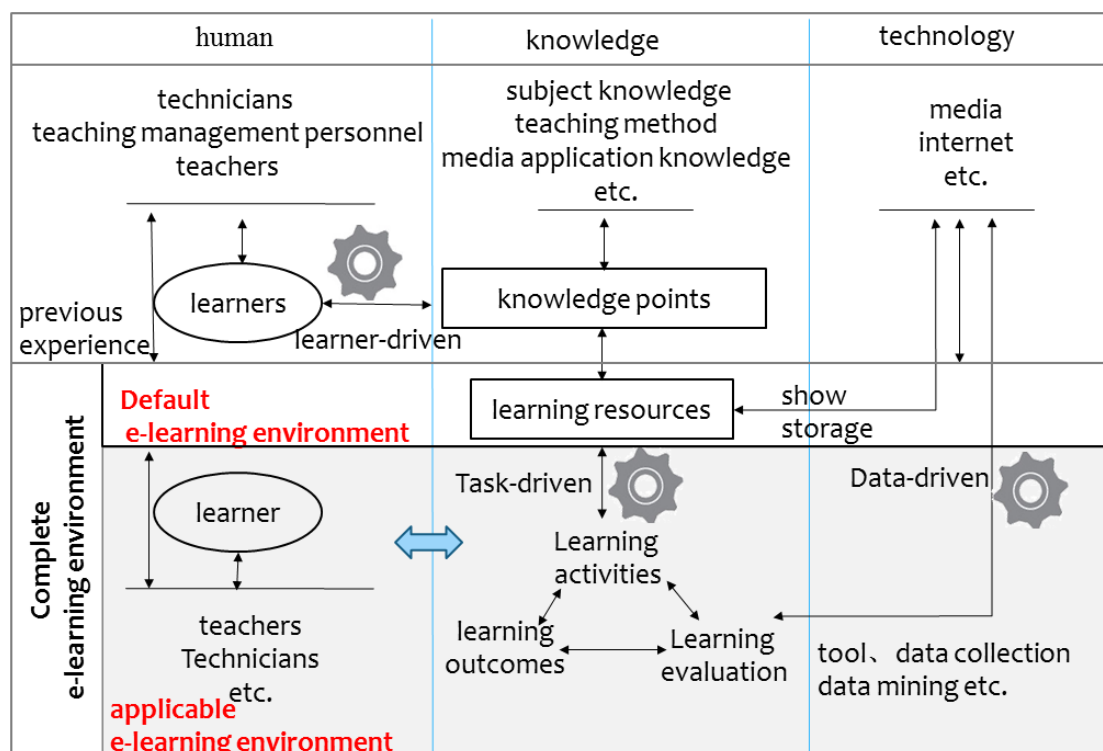 human
knowledge
technology
technicians
teaching management personnel
teachers
subject knowledge
teaching method
media application knowledge
etc.
media
internet
etc.
previous
experience
learners
learner-driven
knowledge points
Complete
e-learning environment
Default
e-learning environment
learning resources
show
storage
learner
Task-driven
Data-driven
Learning
activities
teachers
Technicians
etc.
learning
outcomes
Learning
evaluation
tool、data collection
data mining etc.
applicable
e-learning environment